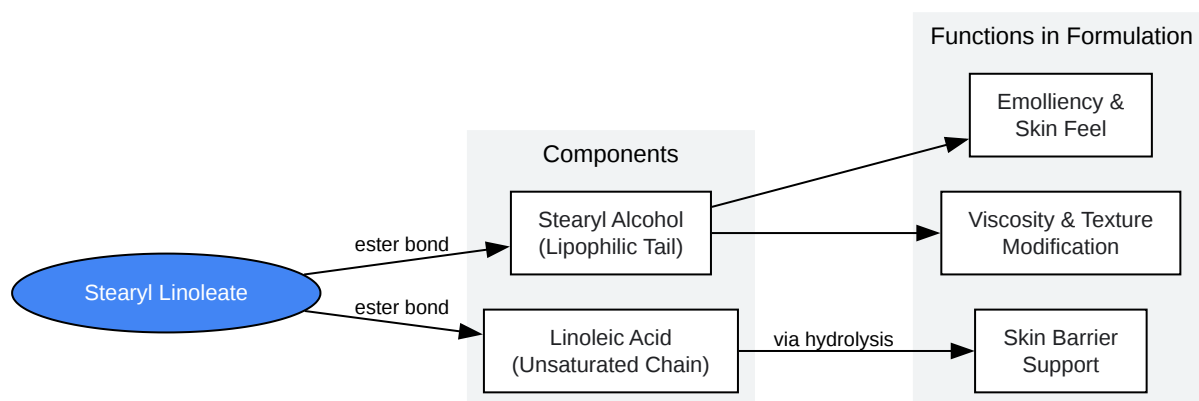 Functions in Formulation
Emolliency &
Skin Feel
Components
Stearyl Alcohol
(Lipophilic Tail)
Viscosity & Texture
Modification
ester bond
Stearyl Linoleate
ester bond
Linoleic Acid
(Unsaturated Chain)
via hydrolysis
Skin Barrier
Support